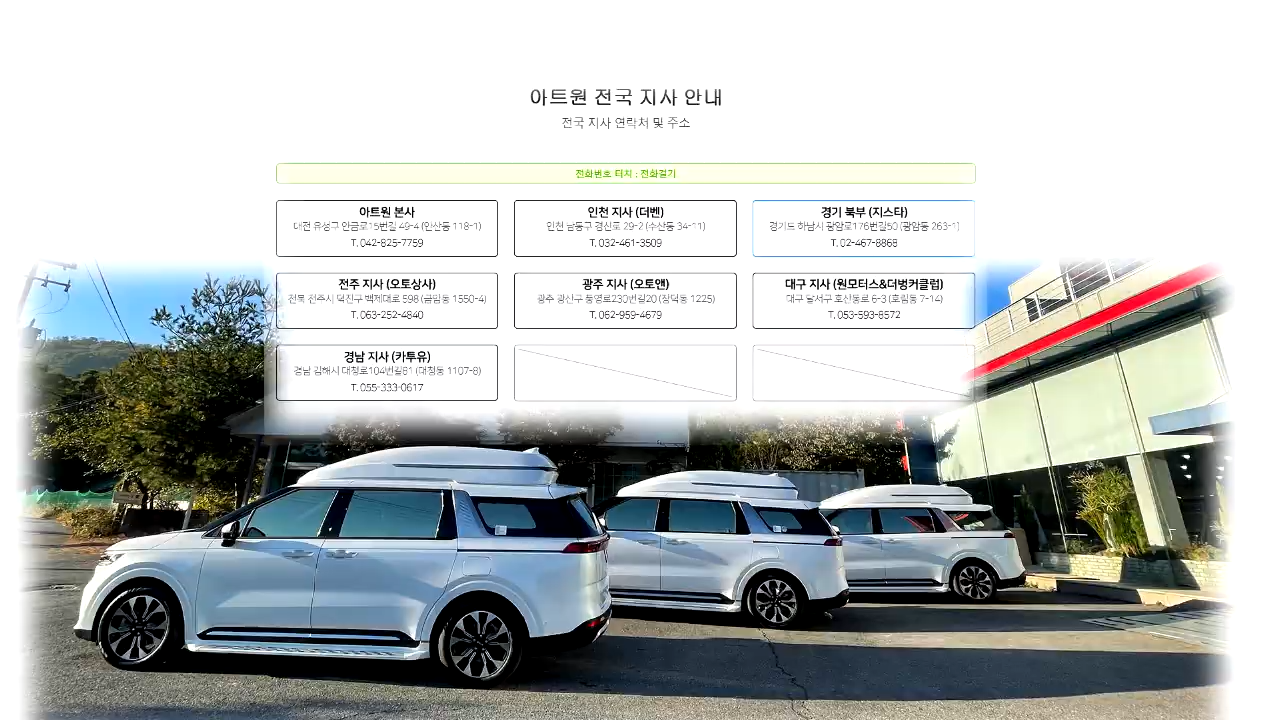 아트원 전국 지사 안내
전국 지사 연락처 및 주소
전화번호 터치 : 전화걸기
아트원 본사
대전 유성구 안금로15번길 49-4 (안산동 118-1)
T. 042-825-7759
인천 지사 (더벤)
인천 남동구 경신로 29-2 (수산동 34-11)
T. 032-461-3509
경기 북부 (지스타)
경기도 하남시 광암로176번길50 (광암동 263-1)
T. 02-467-8868
전주 지사 (오토상사)
전북 전주시 덕진구 백제대로 598 (금암동 1550-4)
T. 063-252-4840
광주 지사 (오토앤)
광주 광산구 풍영로230번길20 (장덕동 1225)
T. 062-959-4679
대구 지사 (원모터스&더벙커클럽)
대구 달서구 호산동로 6-3 (호림동 7-14)
T. 053-593-8572
경남 지사 (카투유)
경남 김해시 대청로104번길81 (대청동 1107-8)
T. 055-333-0617